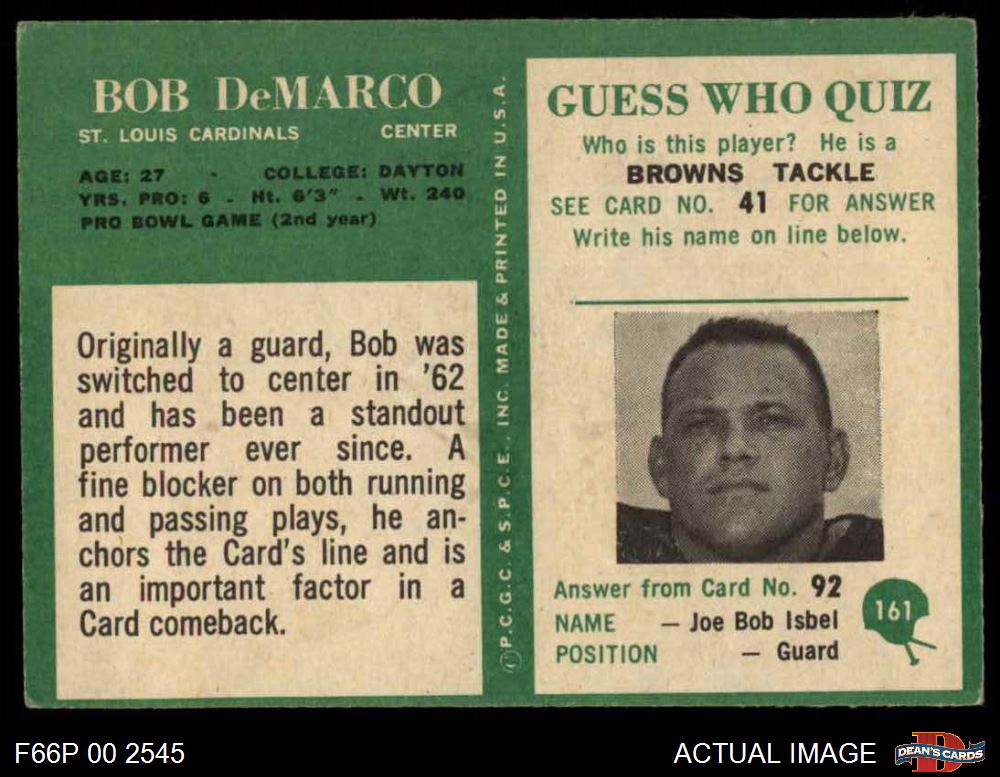 BOB DeMARCO
ST. LOUIS CARDINALS CENTER
AGE: 27 - COLLEGE: DAYTON
YRS. PRO: 6 - Ht. 6'3" - Wt. 240
PRO BOWL GAME (2nd year)
Originally a guard, Bob was
switched to center in '62
and has been a standout
performer ever since. A
fine blocker on both running
and passing plays, he an-
chors the Card's line and is
an important factor in a
Card comeback.
Ⓟ P.C.G.C. & S.P.C.E., INC. MADE & PRINTED IN U.S.A.
GUESS WHO QUIZ
Who is this player? He is a
BROWNS TACKLE
SEE CARD NO. 41 FOR ANSWER
Write his name on line below.
Answer from Card No. 92
NAME — Joe Bob Isbel
POSITION — Guard
161
F66P 00 2545
ACTUAL IMAGE
D
DEAN'S CARDS